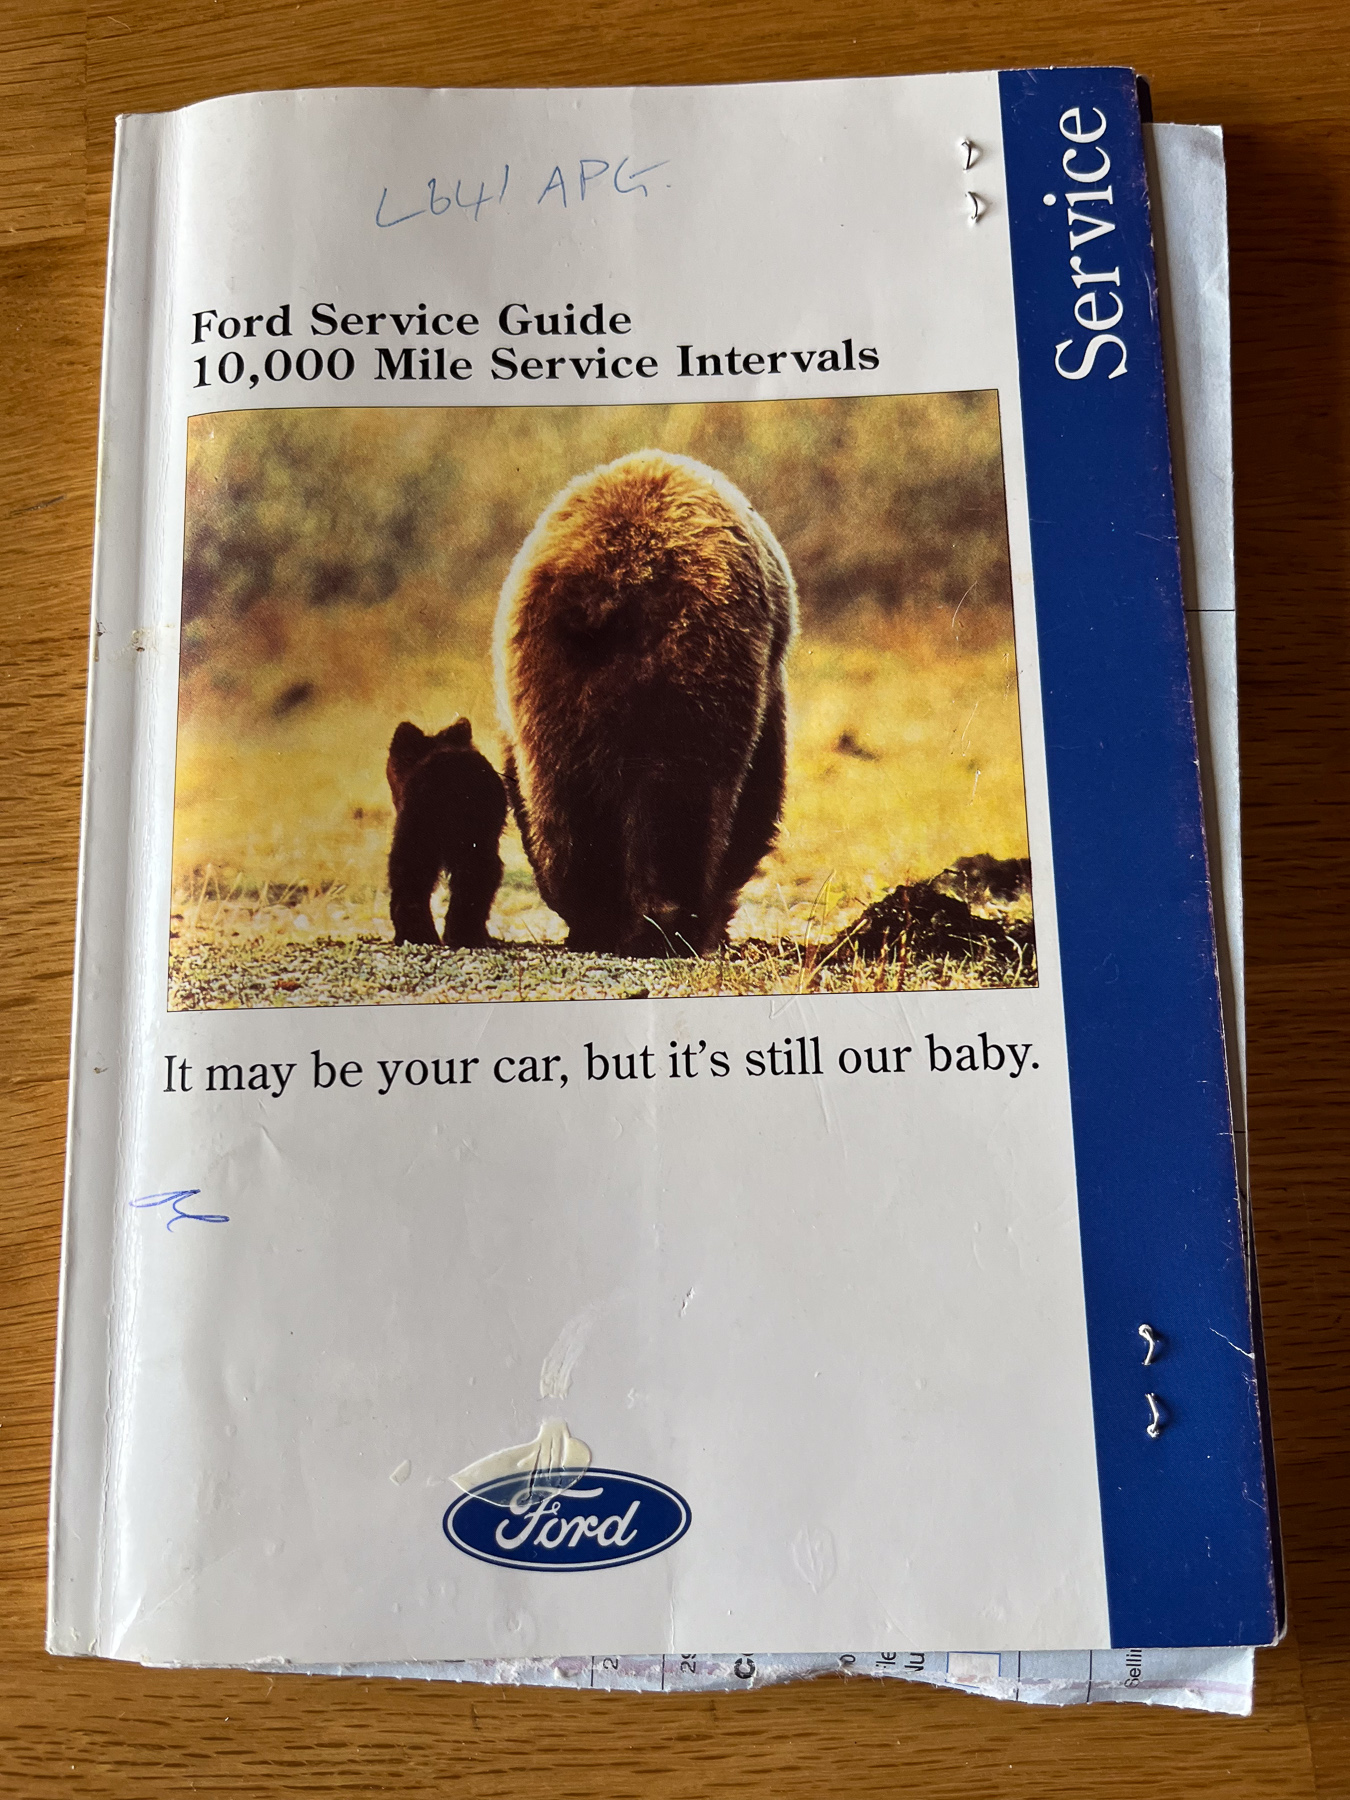 L641 APG.
Service
Ford Service Guide
10,000 Mile Service Intervals
It may be your car, but it's still our baby.
Ford